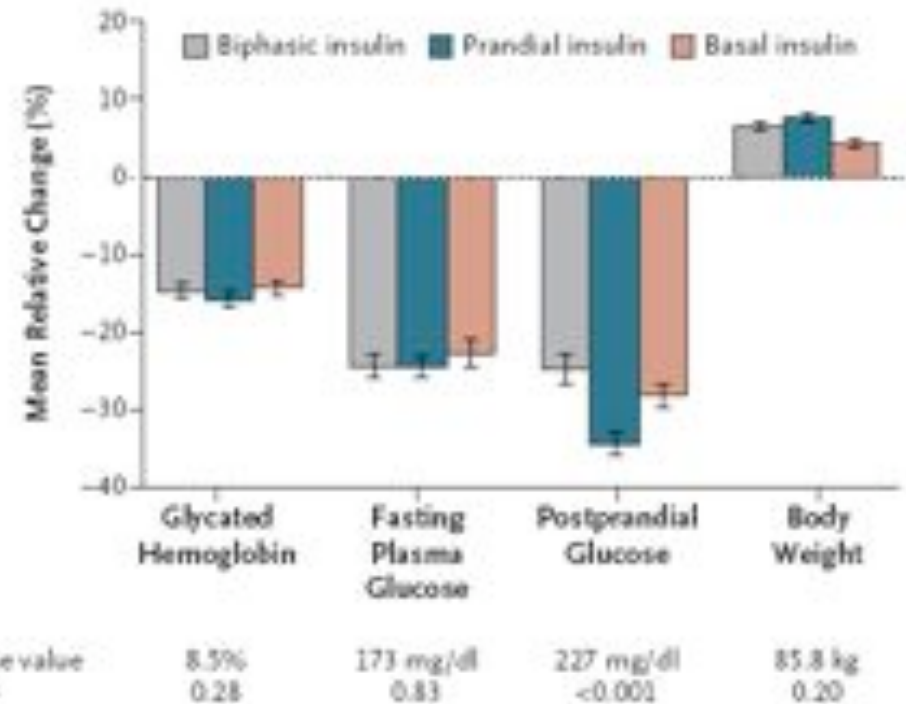 20
Biphasic insulin Prandial insulin Basal insulin
10
0
−10
−20
−30
−40
Mean Relative Change (%)
Glycated Hemoglobin
Fasting Plasma Glucose
Postprandial Glucose
Body Weight
value 8.5% 173 mg/dl 227 mg/dl 85.8 kg
0.28 0.83 <0.001 0.20